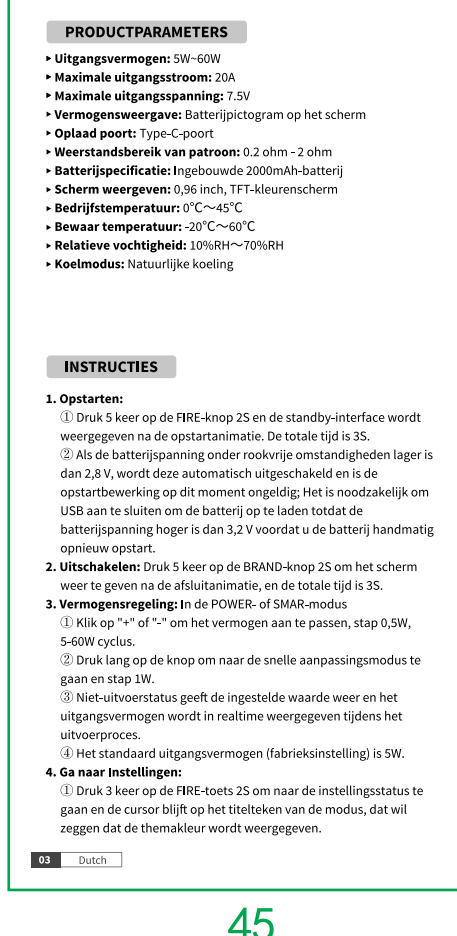 PRODUCTPARAMETERS
▸ Uitgangsvermogen: 5W~60W
▸ Maximale uitgangsstroom: 20A
▸ Maximale uitgangsspanning: 7.5V
▸ Vermogensweergave: Batterijpictogram op het scherm
▸ Oplaad poort: Type-C-poort
▸ Weerstandsbereik van patroon: 0.2 ohm - 2 ohm
▸ Batterijspecificatie: Ingebouwde 2000mAh-batterij
▸ Scherm weergeven: 0,96 inch, TFT-kleurenscherm
▸ Bedrijfstemperatuur: 0℃~45℃
▸ Bewaar temperatuur: -20℃~60℃
▸ Relatieve vochtigheid: 10%RH~70%RH
▸ Koelmodus: Natuurlijke koeling
INSTRUCTIES
1. Opstarten:
① Druk 5 keer op de FIRE-knop 2S en de standby-interface wordt
weergegeven na de opstartanimatie. De totale tijd is 3S.
② Als de batterijspanning onder rookvrije omstandigheden lager is
dan 2,8 V, wordt deze automatisch uitgeschakeld en is de
opstartbewerking op dit moment ongeldig; Het is noodzakelijk om
USB aan te sluiten om de batterij op te laden totdat de
batterijspanning hoger is dan 3,2 V voordat u de batterij handmatig
opnieuw opstart.
2. Uitschakelen: Druk 5 keer op de BRAND-knop 2S om het scherm
weer te geven na de afsluitanimatie, en de totale tijd is 3S.
3. Vermogensregeling: In de POWER- of SMAR-modus
① Klik op "+" of "-" om het vermogen aan te passen, stap 0,5W,
5-60W cyclus.
② Druk lang op de knop om naar de snelle aanpassingsmodus te
gaan en stap 1W.
③ Niet-uitvoerstatus geeft de ingestelde waarde weer en het
uitgangsvermogen wordt in realtime weergegeven tijdens het
uitvoerproces.
④ Het standaard uitgangsvermogen (fabrieksinstelling) is 5W.
4. Ga naar Instellingen:
① Druk 3 keer op de FIRE-toets 2S om naar de instellingsstatus te
gaan en de cursor blijft op het titelteken van de modus, dat wil
zeggen dat de themakleur wordt weergegeven.
03 Dutch
45